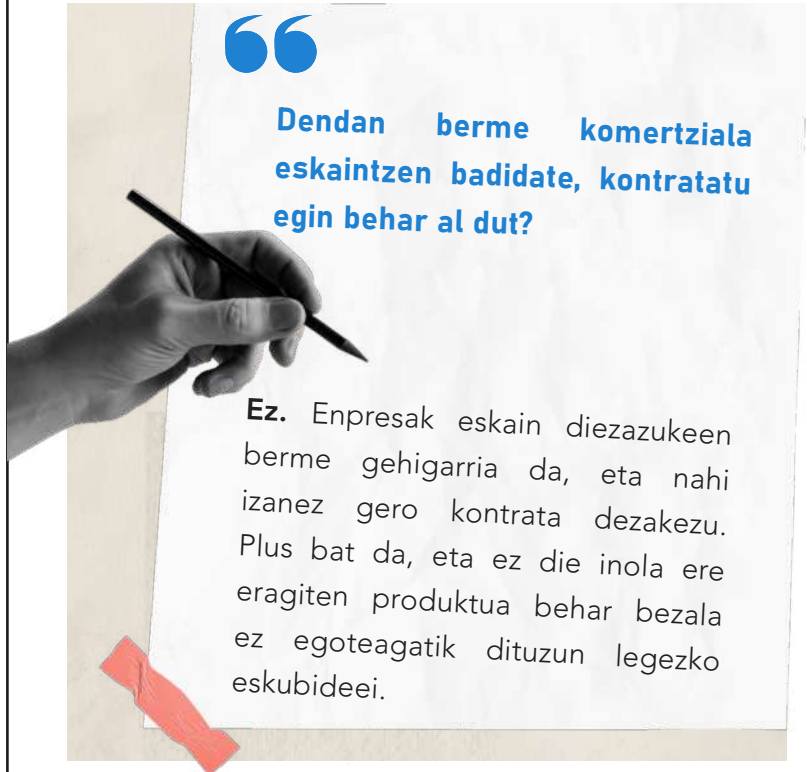 “
Dendan berme komertziala
eskaintzen badidate, kontratatu
egin behar al dut?
Ez. Enpresak eskain diezazukeen
berme gehigarria da, eta nahi
izanez gero kontrata dezakezu.
Plus bat da, eta ez die inola ere
eragiten produktua behar bezala
ez egoteagatik dituzun legezko
eskubideei.